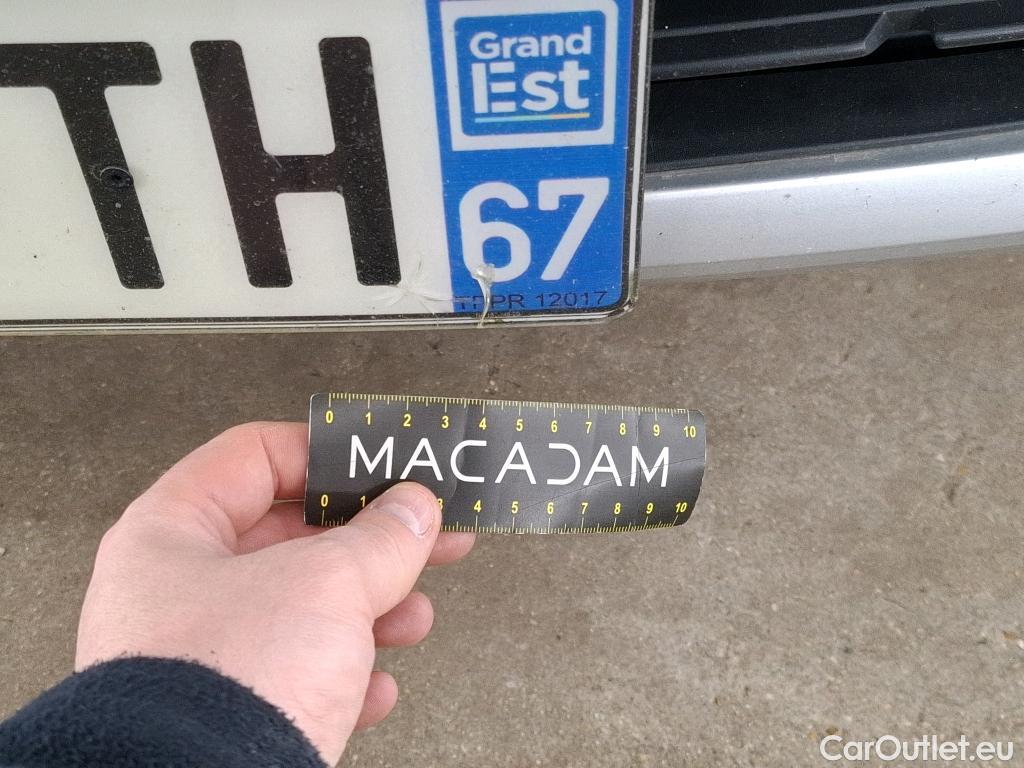 TH
Grand
Est
67
TPPR 12017
0 1 2 3 4 5 6 7 8 9 10
MACADAM
0 1 3 4 5 6 7 8 9 10
CarOutlet.eu